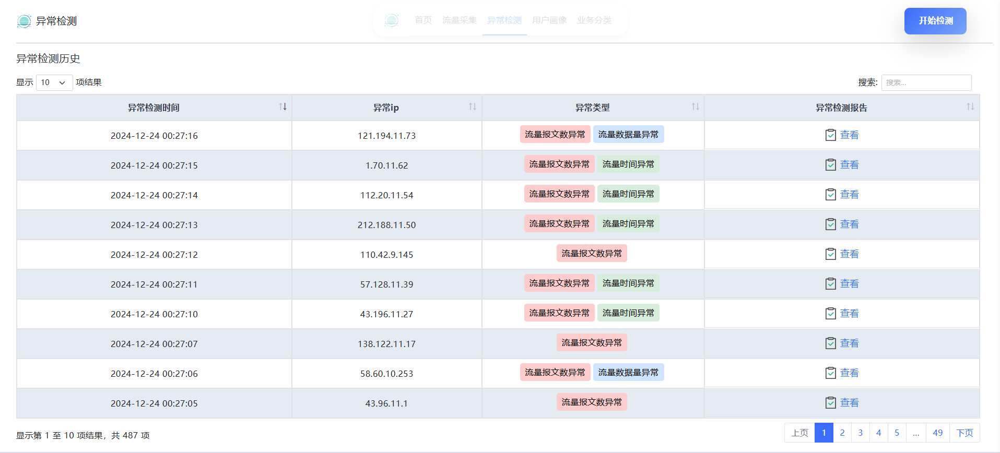 异常检测
首页 流量采集 异常检测 用户画像 业务分类
开始检测
异常检测历史
显示 10 项结果
搜索: 搜索...
异常检测时间 异常ip 异常类型 异常检测报告
2024-12-24 00:27:16 121.194.11.73 流量报文数异常 流量数据量异常 查看
2024-12-24 00:27:15 1.70.11.62 流量报文数异常 流量时间异常 查看
2024-12-24 00:27:14 112.20.11.54 流量报文数异常 流量时间异常 查看
2024-12-24 00:27:13 212.188.11.50 流量报文数异常 流量时间异常 查看
2024-12-24 00:27:12 110.42.9.145 流量报文数异常 查看
2024-12-24 00:27:11 57.128.11.39 流量报文数异常 流量时间异常 查看
2024-12-24 00:27:10 43.196.11.27 流量报文数异常 流量时间异常 查看
2024-12-24 00:27:07 138.122.11.17 流量报文数异常 查看
2024-12-24 00:27:06 58.60.10.253 流量报文数异常 流量数据量异常 查看
2024-12-24 00:27:05 43.96.11.1 流量报文数异常 查看
显示第 1 至 10 项结果，共 487 项
上页 1 2 3 4 5 ... 49 下页